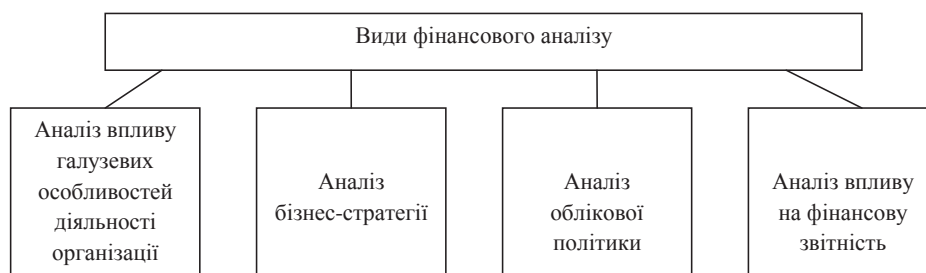 Види фінансового аналізу
Аналіз впливу
галузевих
особливостей
діяльності
організації
Аналіз
бізнес-стратегії
Аналіз
облікової
політики
Аналіз впливу
на фінансову
звітність